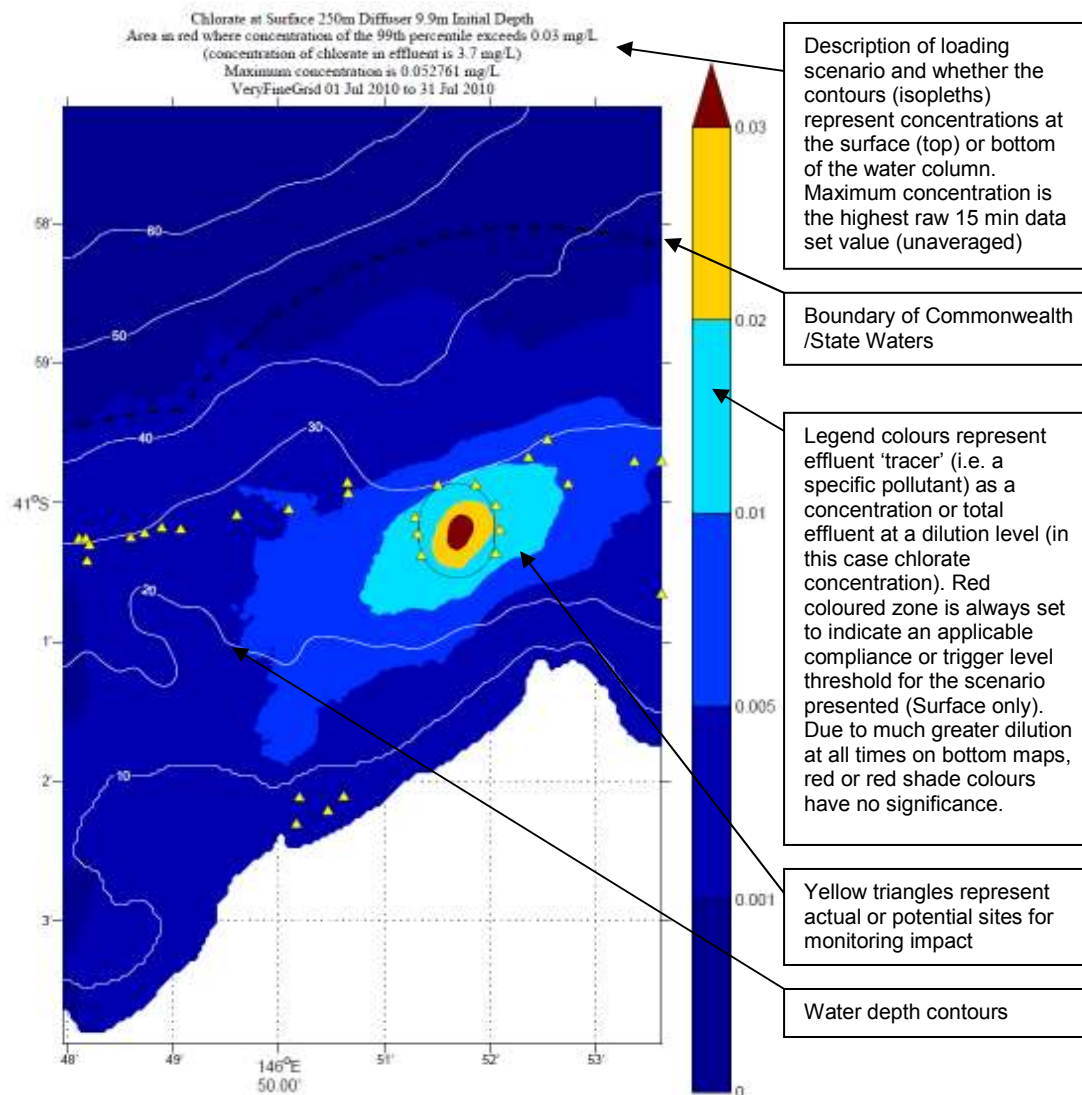 Chlorate at Surface 250m Diffuser 9.9m Initial Depth
Area in red where concentration of the 99th percentile exceeds 0.03 mg/L
(concentration of chlorate in effluent is 3.7 mg/L)
Maximum concentration is 0.052761 mg/L
VeryFineGrid 01 Jul 2010 to 31 Jul 2010
58'
59'
41°S
1'
2'
3'
60
50
40
30
20
10
48'
49'
146°E
50.00'
51'
52'
53'
0.03
0.02
0.01
0.005
0.001
0
Description of loading
scenario and whether the
contours (isopleths)
represent concentrations at
the surface (top) or bottom
of the water column.
Maximum concentration is
the highest raw 15 min data
set value (unaveraged)
Boundary of Commonwealth
/State Waters
Legend colours represent
effluent ‘tracer’ (i.e. a
specific pollutant) as a
concentration or total
effluent at a dilution level (in
this case chlorate
concentration). Red
coloured zone is always set
to indicate an applicable
compliance or trigger level
threshold for the scenario
presented (Surface only).
Due to much greater dilution
at all times on bottom maps,
red or red shade colours
have no significance.
Yellow triangles represent
actual or potential sites for
monitoring impact
Water depth contours